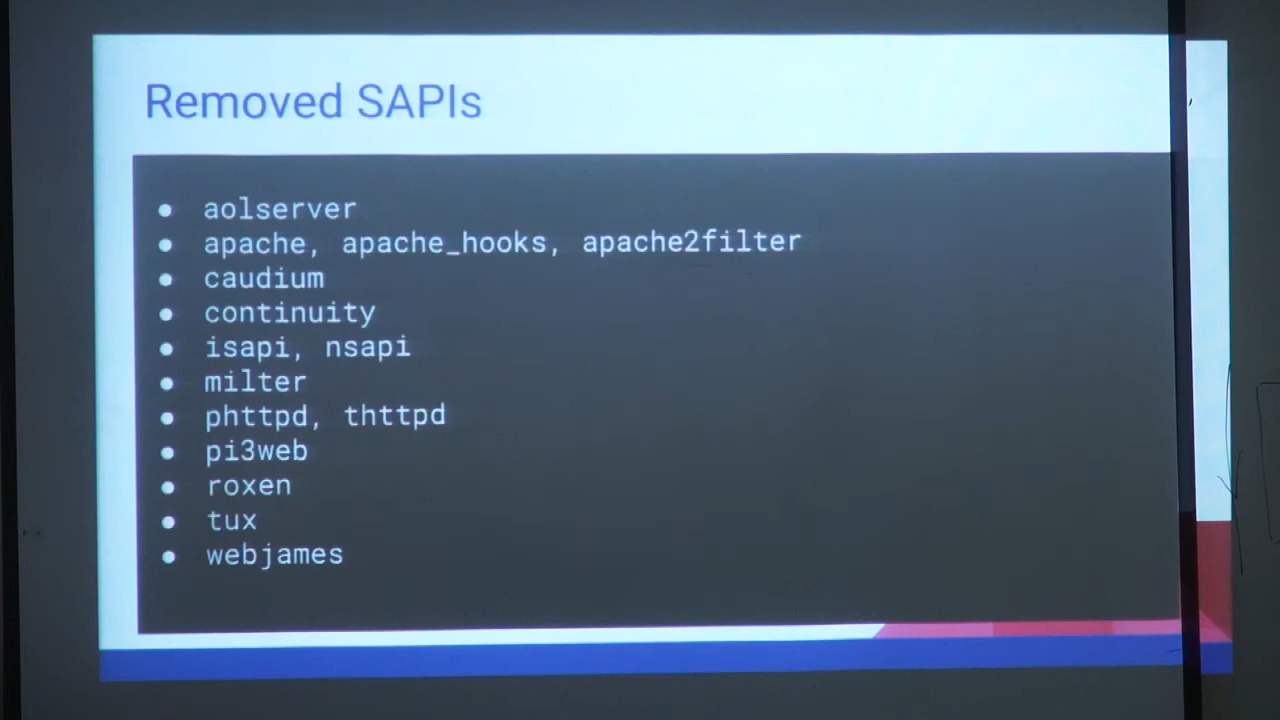 Removed SAPIs
● aolserver
● apache, apache_hooks, apache2filter
● caudium
● continuity
● isapi, nsapi
● milter
● phttpd, thttpd
● pi3web
● roxen
● tux
● webjames